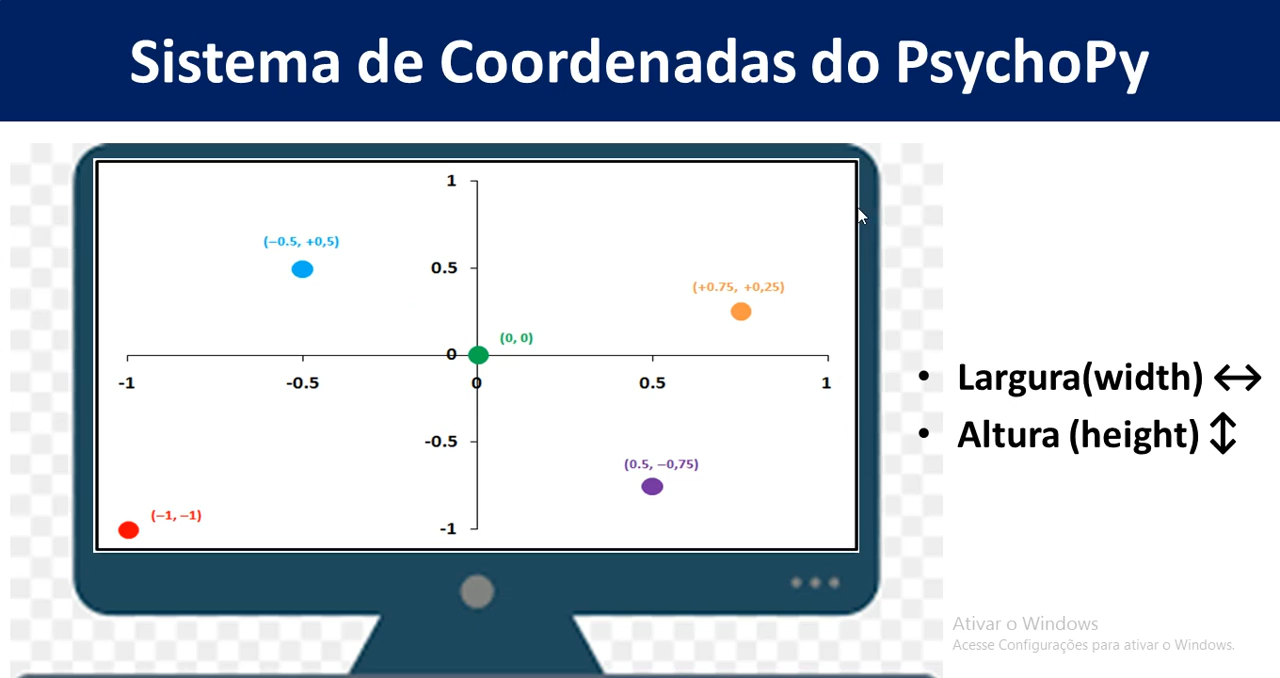 Sistema de Coordenadas do PsychoPy
1
(−0.5, +0,5)
0.5
(+0.75, +0,25)
(0, 0)
0
-1 -0.5 0 0.5 1
• Largura(width) ↔
• Altura (height) ↕
-0.5
(0.5, −0,75)
(−1, −1)
-1
Ativar o Windows
Acesse Configurações para ativar o Windows.